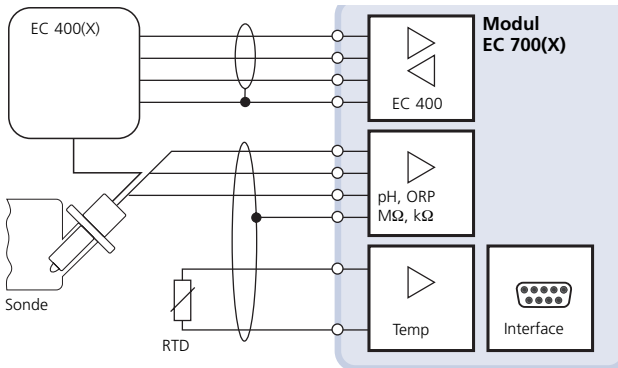 EC 400(X)
Modul
EC 700(X)
EC 400
pH, ORP
MΩ, kΩ
Sonde
RTD
Temp
Interface